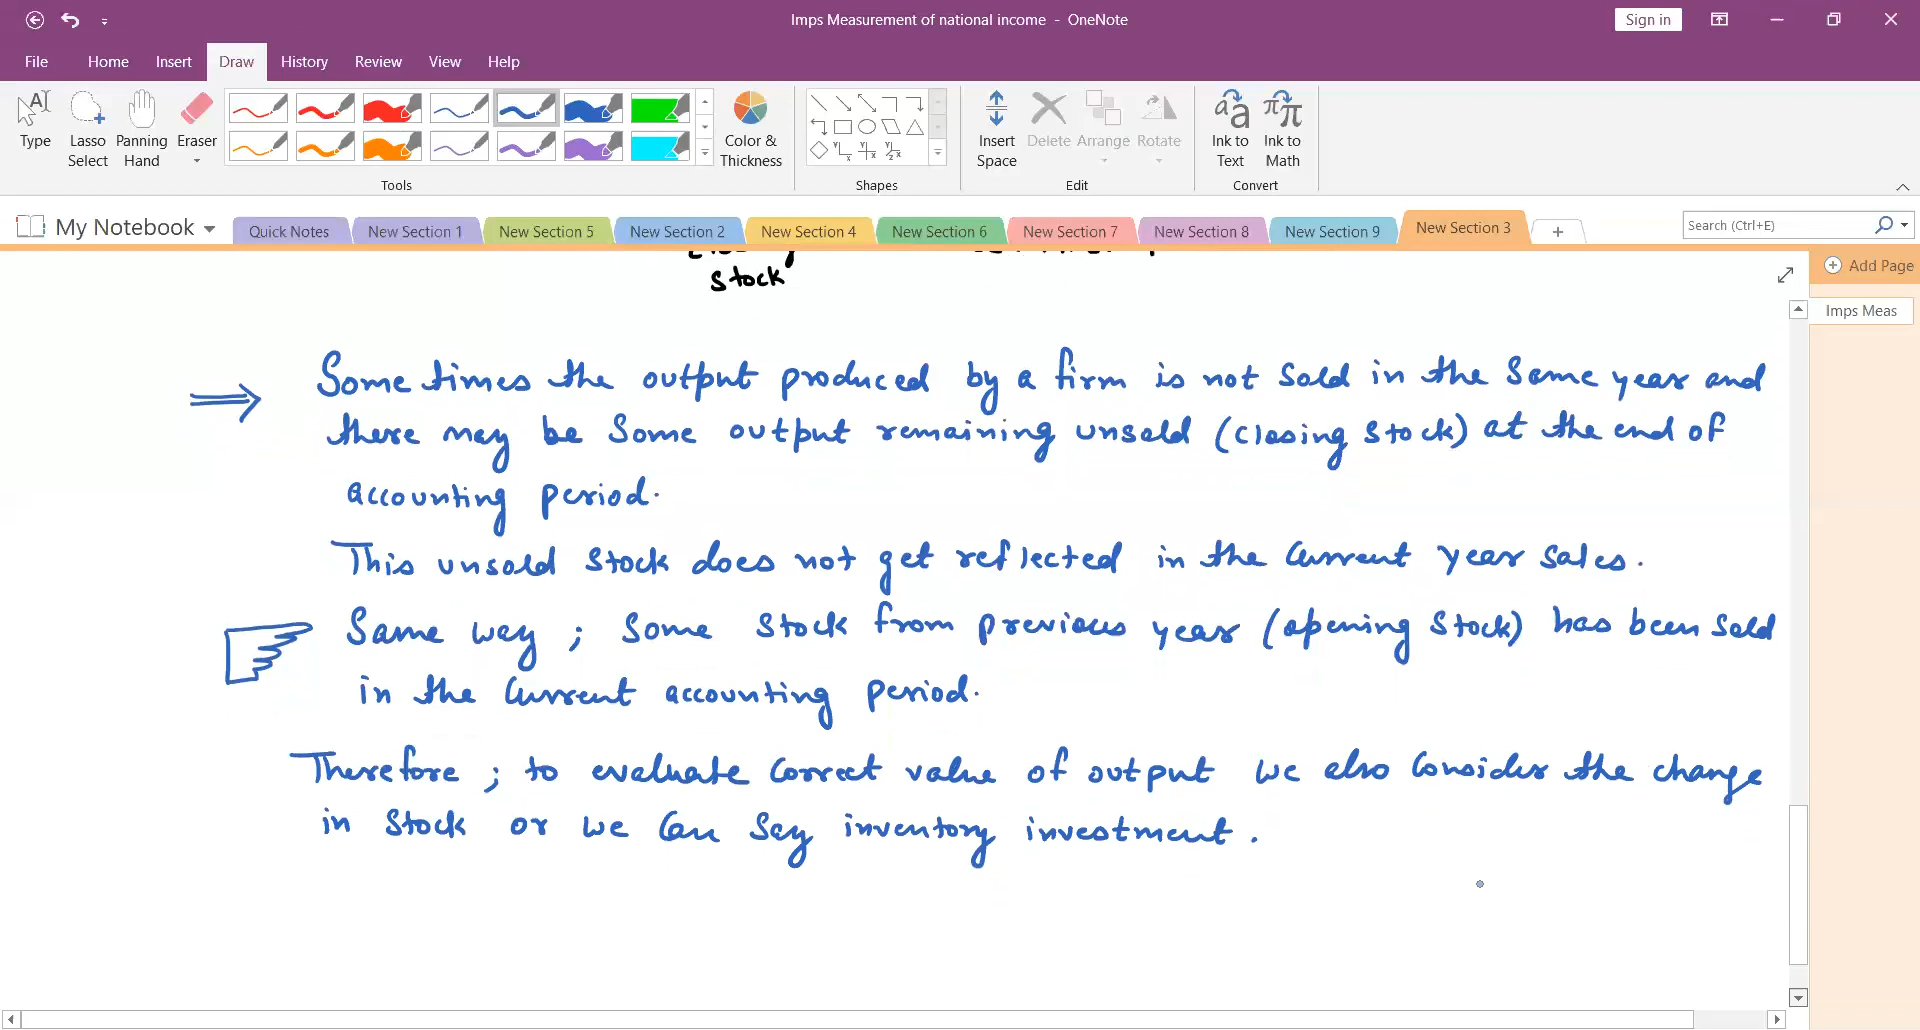 Imps Measurement of national income - OneNote
Sign in
File Home Insert Draw History Review View Help
Type
Lasso Select
Panning Hand
Eraser
Color & Thickness
Insert Space
Delete
Arrange
Rotate
Ink to Text
Ink to Math
Tools
Shapes
Edit
Convert
My Notebook
Quick Notes
New Section 1
New Section 5
New Section 2
New Section 4
New Section 6
New Section 7
New Section 8
New Section 9
New Section 3
Search (Ctrl+E)
Add Page
Imps Meas
Stock
Some times the output produced by a firm is not sold in the same year and
there may be some output remaining unsold (closing stock) at the end of
accounting period.
This unsold stock does not get reflected in the current year sales.
Same way ; some stock from previous year (opening stock) has been sold
in the current accounting period.
Therefore ; to evaluate correct value of output we also consider the change
in stock or we can say inventory investment.